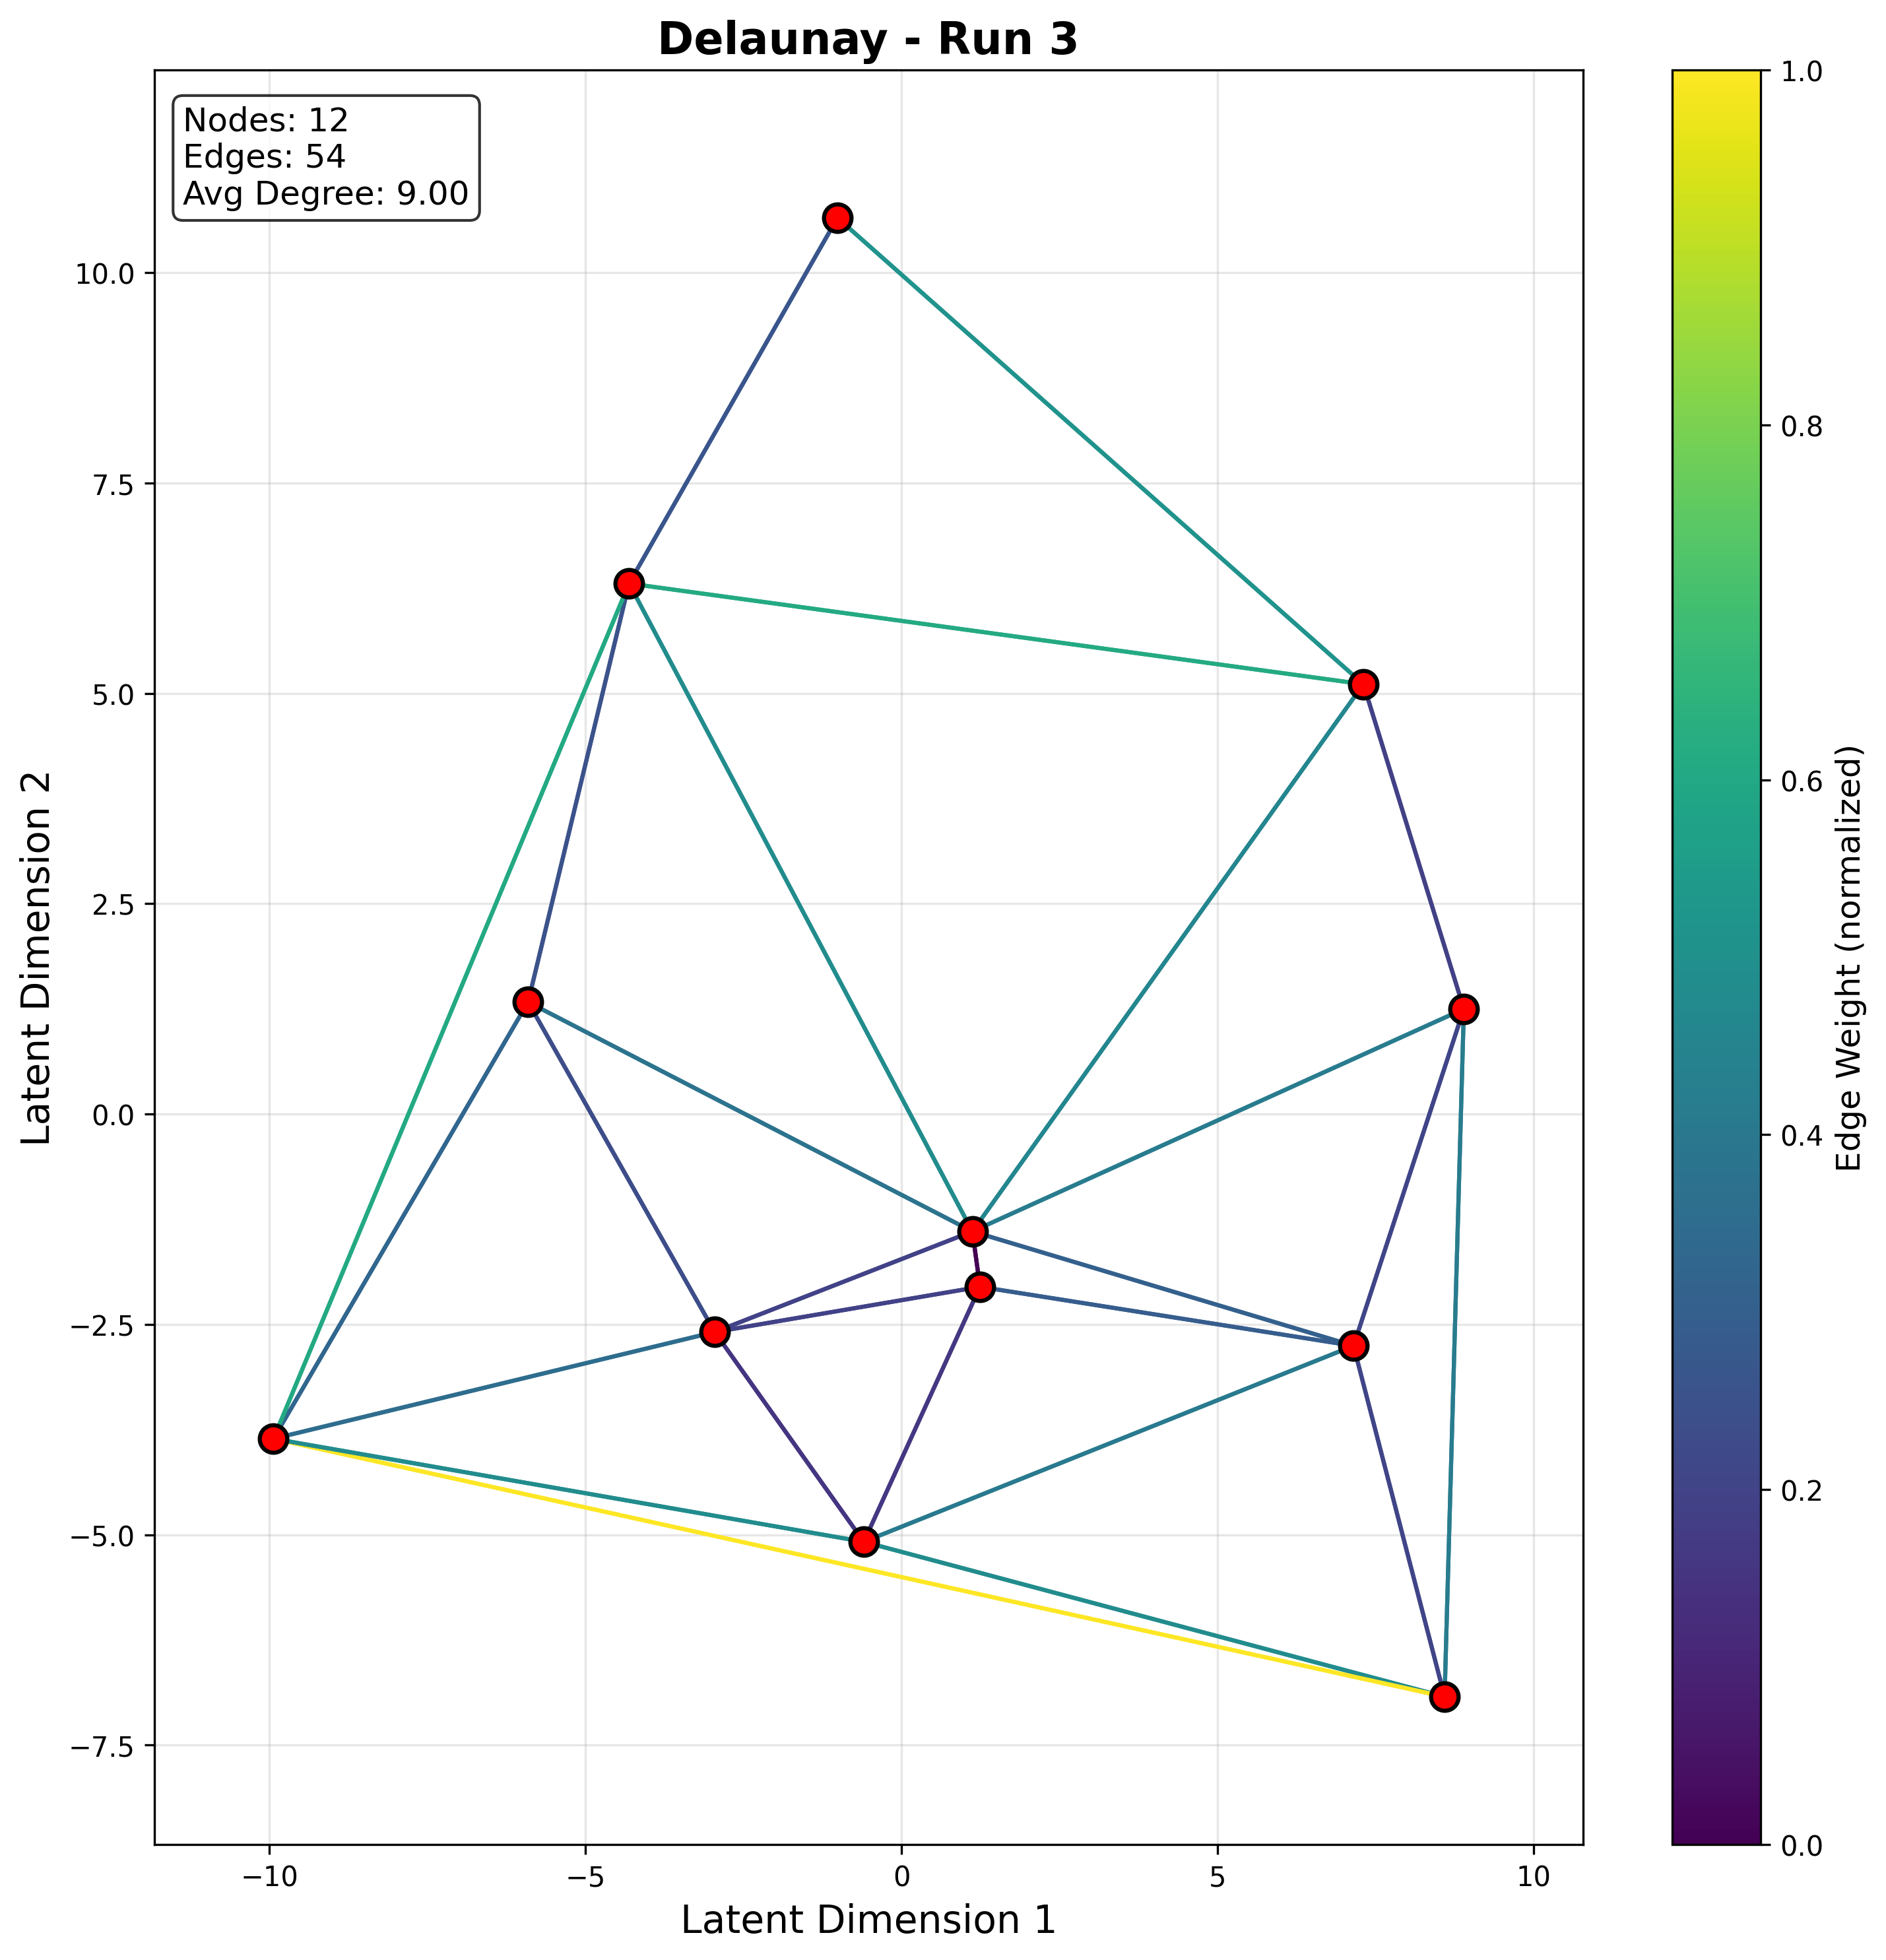 Delaunay - Run 3
Nodes: 12
Edges: 54
Avg Degree: 9.00
10.0
7.5
5.0
2.5
0.0
−2.5
−5.0
−7.5
Latent Dimension 2
−10
−5
0
5
10
Latent Dimension 1
1.0
0.8
0.6
0.4
0.2
0.0
Edge Weight (normalized)